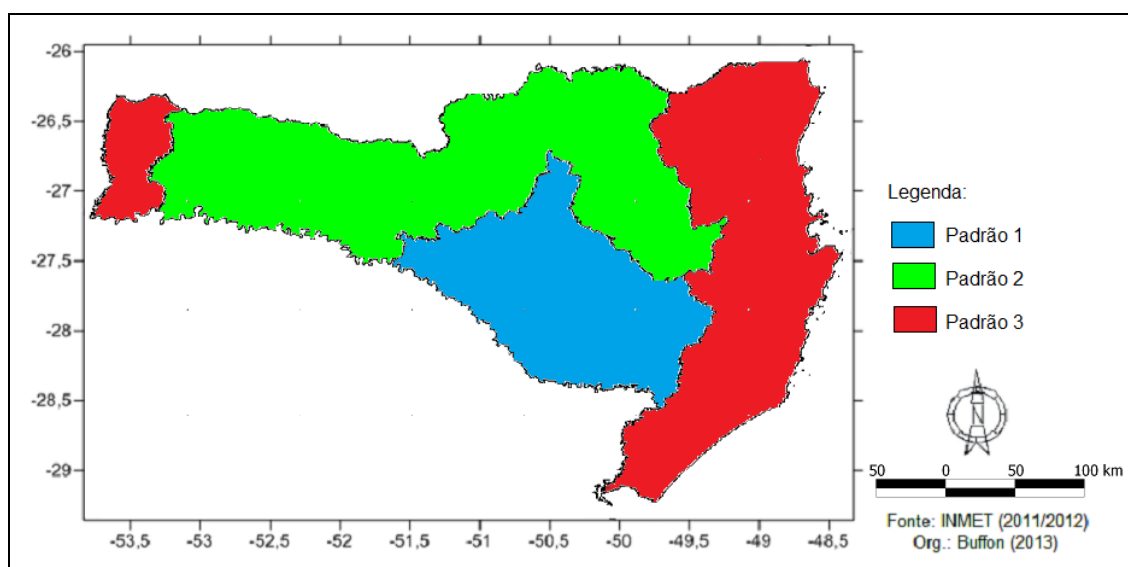 -26
-26,5
-27
-27,5
-28
-28,5
-29
-53,5 -53 -52,5 -52 -51,5 -51 -50,5 -50 -49,5 -49 -48,5
Legenda:
Padrão 1
Padrão 2
Padrão 3
N
50 0 50 100 km
Fonte: INMET (2011/2012)
Org.: Buffon (2013)